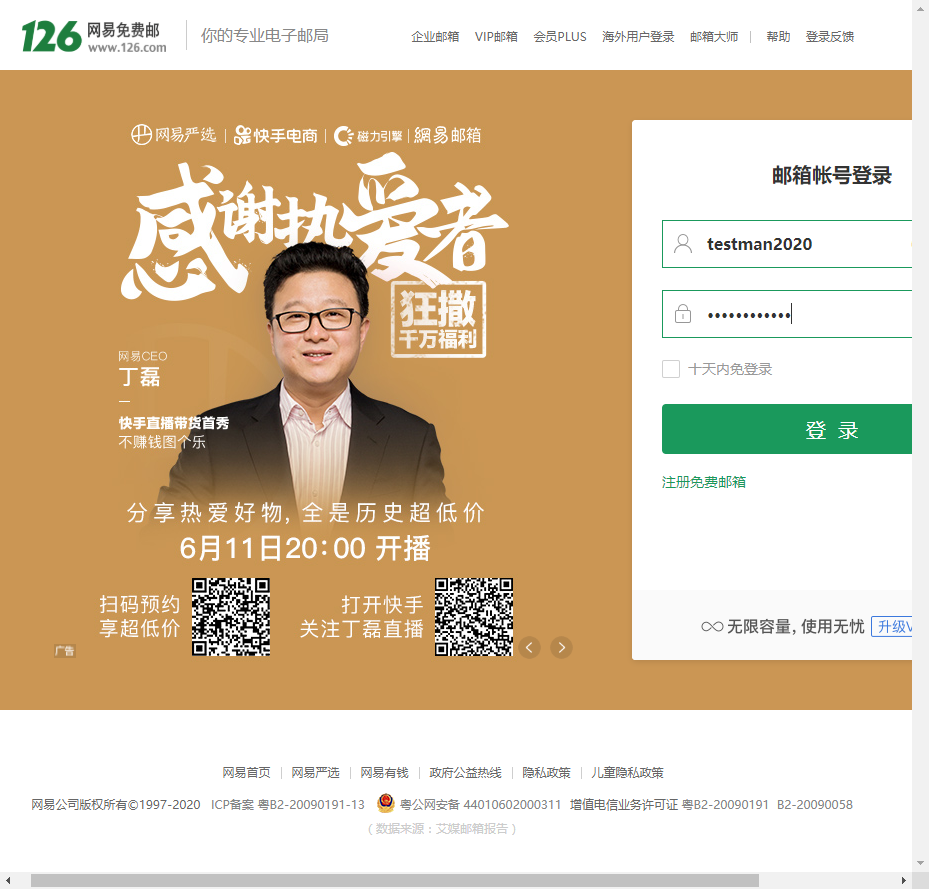 126 网易免费邮
www.126.com
你的专业电子邮局
企业邮箱 VIP邮箱 会员PLUS 海外用户登录 邮箱大师 | 帮助 登录反馈
网易严选 | 快手电商 | 磁力引擎 | 網易邮箱
感谢热爱者
狂撒
千万福利
网易CEO
丁磊
快手直播带货首秀
不赚钱图个乐
分享热爱好物, 全是历史超低价
6月11日20:00 开播
扫码预约
享超低价
打开快手
关注丁磊直播
广告
邮箱帐号登录
testman2020
••••••••••••
十天内免登录
登 录
注册免费邮箱
无限容量, 使用无忧 升级V
网易首页 | 网易严选 | 网易有钱 | 政府公益热线 | 隐私政策 | 儿童隐私政策
网易公司版权所有©1997-2020 ICP备案 粤B2-20090191-13 粤公网安备 44010602000311 增值电信业务许可证 粤B2-20090191 B2-20090058
( 数据来源：艾媒邮箱报告 )